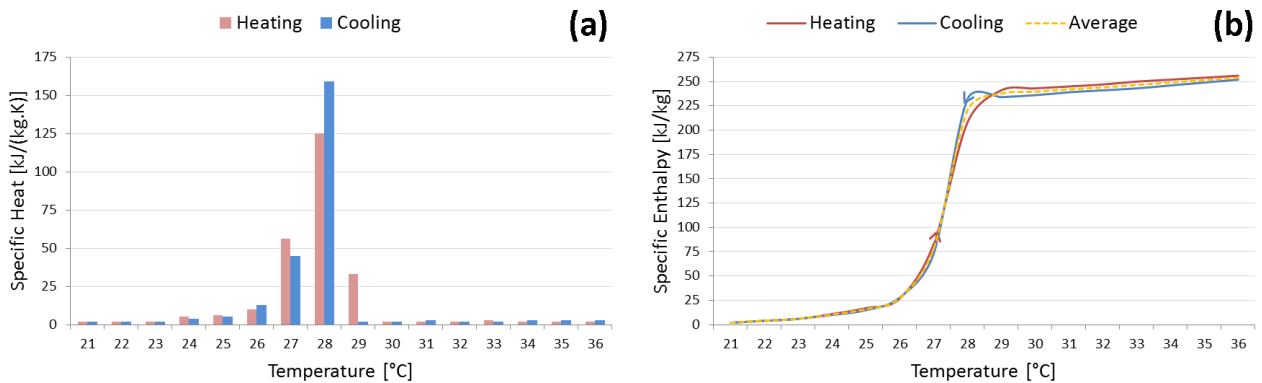 Heating Cooling
(a)
Specific Heat [kJ/(kg.K)]
175
150
125
100
75
50
25
0
21 22 23 24 25 26 27 28 29 30 31 32 33 34 35 36
Temperature [°C]
Heating Cooling Average
(b)
Specific Enthalpy [kJ/kg]
275
250
225
200
175
150
125
100
75
50
25
0
21 22 23 24 25 26 27 28 29 30 31 32 33 34 35 36
Temperature [°C]